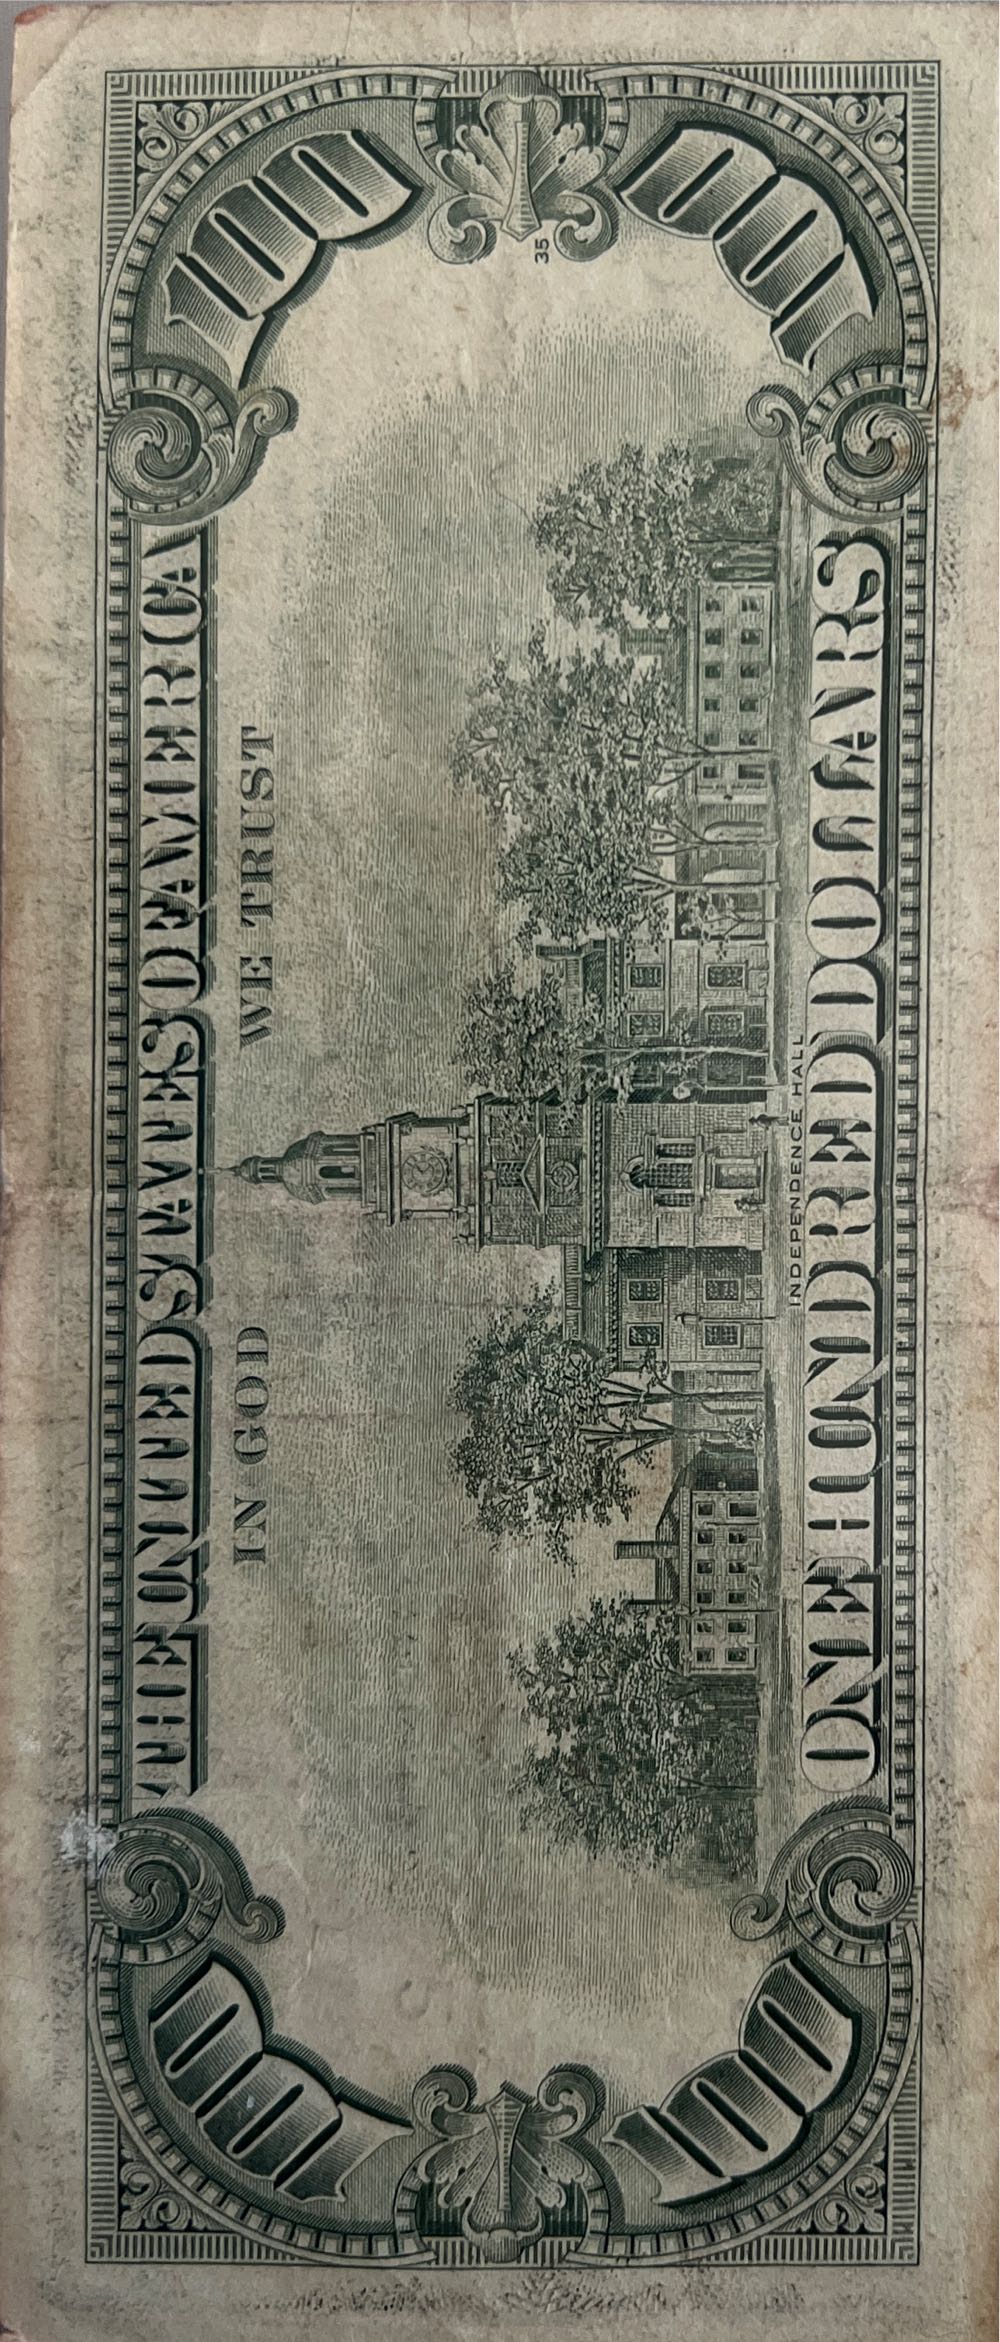 100 100
THE UNITED STATES OF AMERICA
IN GOD WE TRUST
35
INDEPENDENCE HALL
ONE HUNDRED DOLLARS
100 100